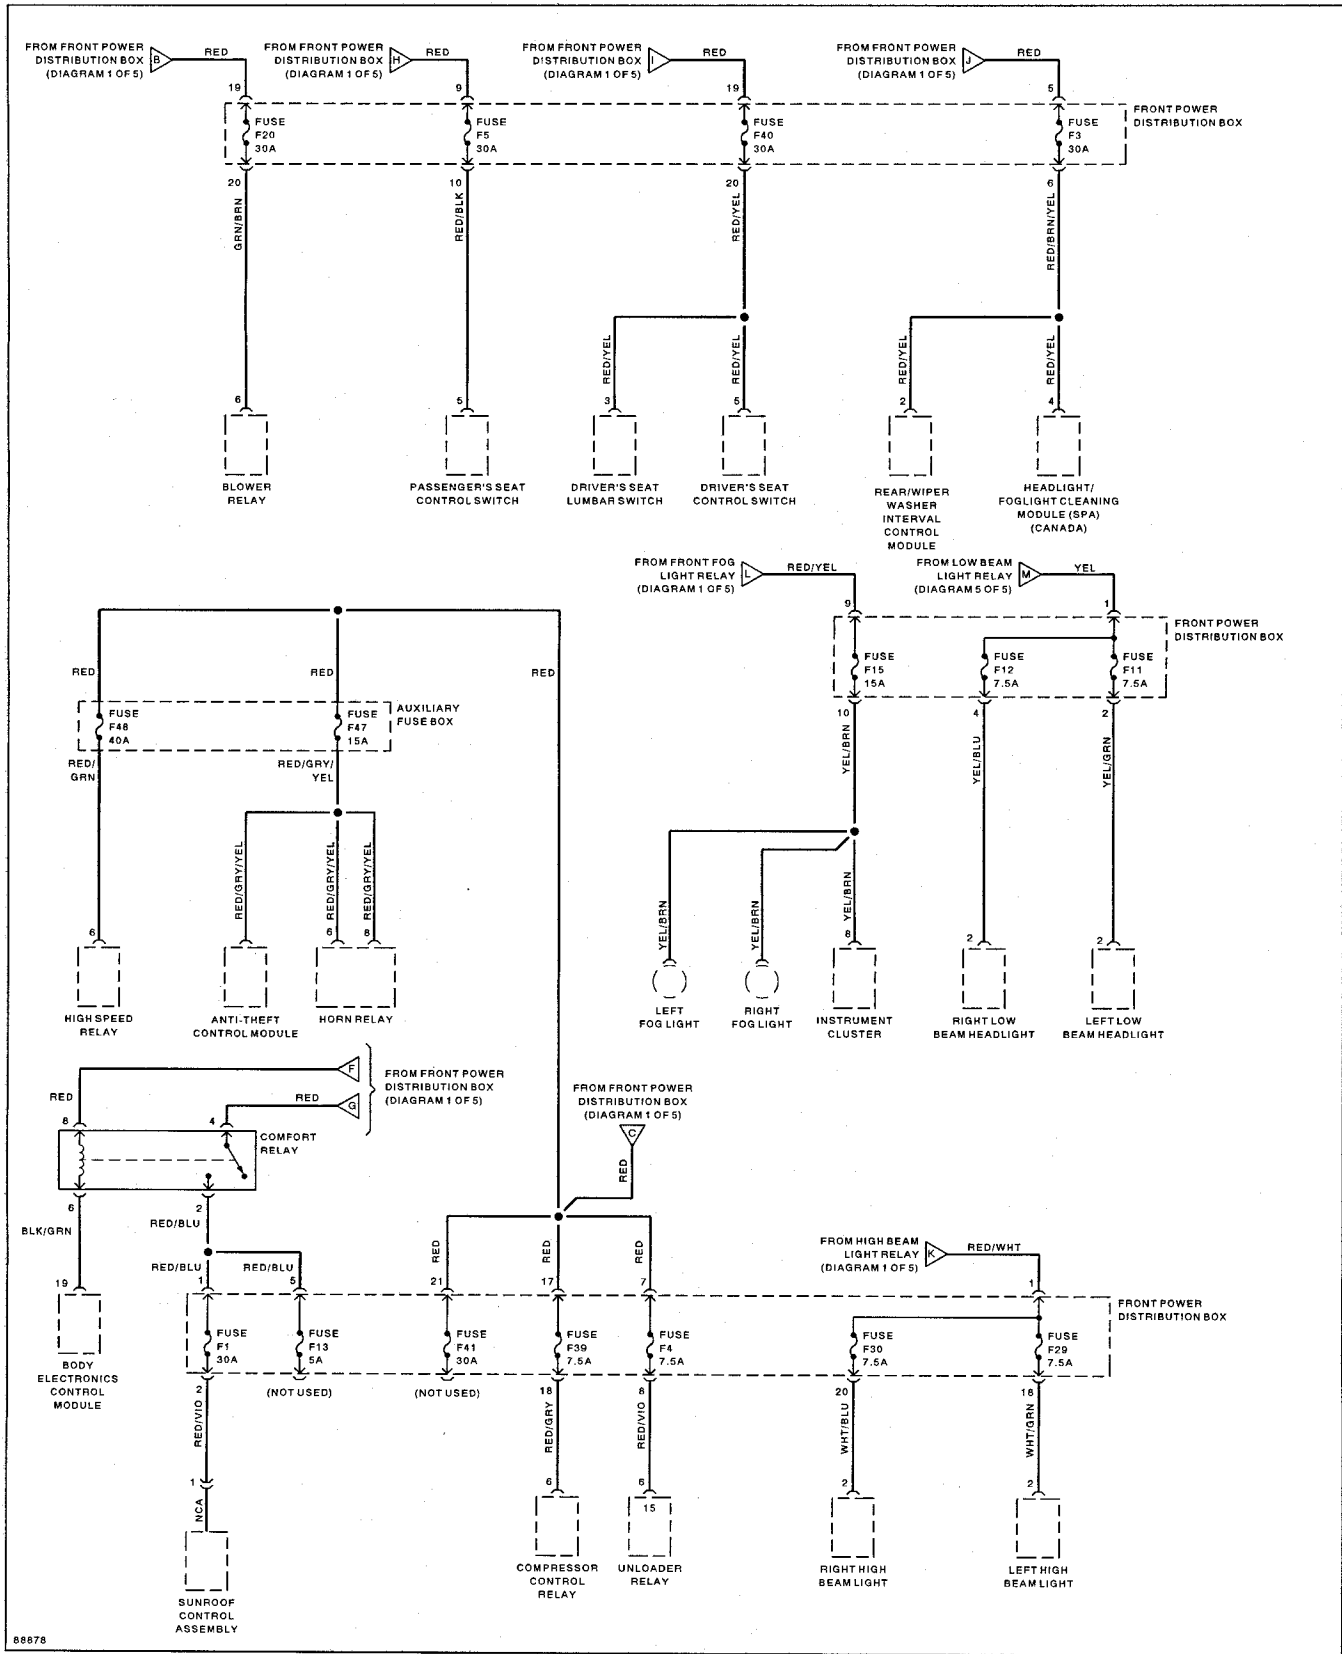 FROM FRONT POWER
DISTRIBUTION BOX
(DIAGRAM 1 OF 5)
B
RED
FROM FRONT POWER
DISTRIBUTION BOX
(DIAGRAM 1 OF 5)
H
RED
FROM FRONT POWER
DISTRIBUTION BOX
(DIAGRAM 1 OF 5)
I
RED
FROM FRONT POWER
DISTRIBUTION BOX
(DIAGRAM 1 OF 5)
J
RED
19
9
19
5
FUSE
F20
30A
FUSE
F5
30A
FUSE
F40
30A
FUSE
F3
30A
FRONT POWER
DISTRIBUTION BOX
20
10
20
6
GRN/BRN
RED/BLK
RED/YEL
RED/BRN/YEL
RED/YEL
RED/YEL
RED/YEL
RED/YEL
6
5
3
5
2
4
BLOWER
RELAY
PASSENGER'S SEAT
CONTROL SWITCH
DRIVER'S SEAT
LUMBAR SWITCH
DRIVER'S SEAT
CONTROL SWITCH
REAR/WIPER
WASHER
INTERVAL
CONTROL
MODULE
HEADLIGHT/
FOGLIGHT CLEANING
MODULE (SPA)
(CANADA)
FROM FRONT FOG
LIGHT RELAY
(DIAGRAM 1 OF 5)
L
RED/YEL
FROM LOW BEAM
LIGHT RELAY
(DIAGRAM 5 OF 5)
M
YEL
9
1
FRONT POWER
DISTRIBUTION BOX
FUSE
F15
15A
FUSE
F12
7.5A
FUSE
F11
7.5A
10
4
2
YEL/BRN
YEL/BLU
YEL/GRN
RED
RED
RED
FUSE
F48
40A
FUSE
F47
15A
AUXILIARY
FUSE BOX
RED/
GRN
RED/GRY/
YEL
RED/GRY/YEL
RED/GRY/YEL
RED/GRY/YEL
YEL/BRN
YEL/BRN
YEL/BRN
6
6
8
8
2
2
HIGH SPEED
RELAY
ANTI-THEFT
CONTROL MODULE
HORN RELAY
LEFT
FOG LIGHT
RIGHT
FOG LIGHT
INSTRUMENT
CLUSTER
RIGHT LOW
BEAM HEADLIGHT
LEFT LOW
BEAM HEADLIGHT
F
G
FROM FRONT POWER
DISTRIBUTION BOX
(DIAGRAM 1 OF 5)
RED
RED
8
4
COMFORT
RELAY
FROM FRONT POWER
DISTRIBUTION BOX
(DIAGRAM 1 OF 5)
C
RED
6
2
BLK/GRN
RED/BLU
RED/BLU
RED/BLU
RED
RED
RED
FROM HIGH BEAM
LIGHT RELAY
(DIAGRAM 1 OF 5)
K
RED/WHT
19
1
5
21
17
7
1
FRONT POWER
DISTRIBUTION BOX
FUSE
F1
30A
FUSE
F13
5A
FUSE
F41
30A
FUSE
F39
7.5A
FUSE
F4
7.5A
FUSE
F30
7.5A
FUSE
F29
7.5A
BODY
ELECTRONICS
CONTROL
MODULE
2
(NOT USED)
(NOT USED)
18
8
20
18
RED/VIO
RED/GRY
RED/VIO
WHT/BLU
WHT/GRN
1
6
6
2
2
NCA
15
SUNROOF
CONTROL
ASSEMBLY
COMPRESSOR
CONTROL
RELAY
UNLOADER
RELAY
RIGHT HIGH
BEAM LIGHT
LEFT HIGH
BEAM LIGHT
88878